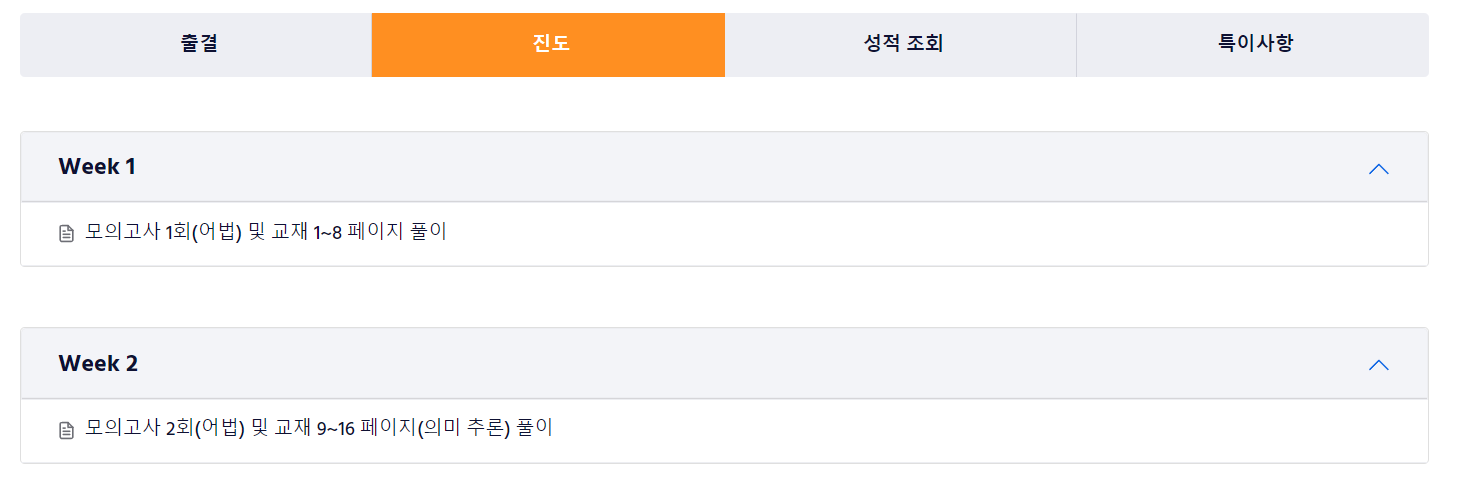 출결
진도
성적 조회
특이사항
Week 1
모의고사 1회(어법) 및 교재 1~8 페이지 풀이
Week 2
모의고사 2회(어법) 및 교재 9~16 페이지(의미 추론) 풀이